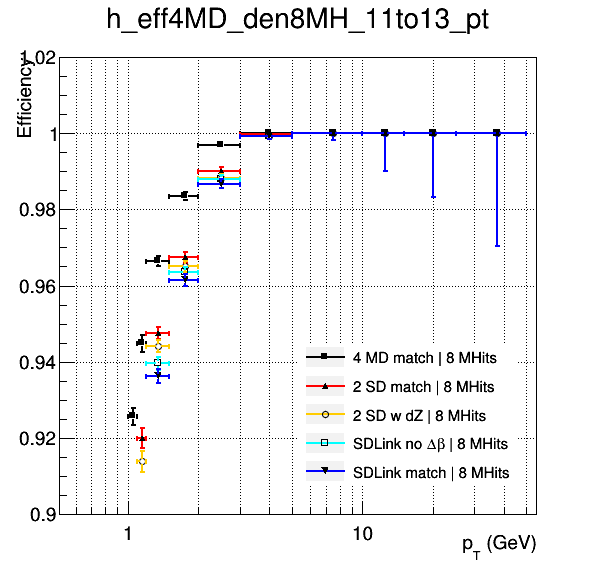 h_eff4MD_den8MH_11to13_pt
Efficiency
1.02
1
0.98
0.96
0.94
0.92
0.9
4 MD match | 8 MHits
2 SD match | 8 MHits
2 SD w dZ | 8 MHits
SDLink no Δβ | 8 MHits
SDLink match | 8 MHits
1
10
p_T (GeV)